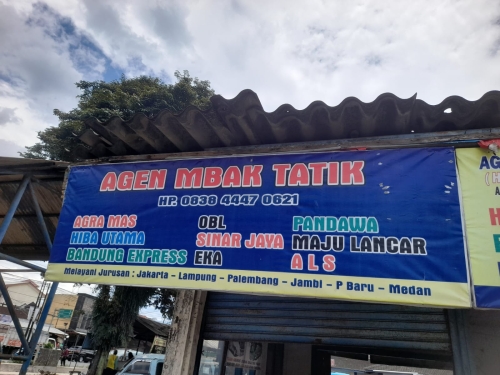 AGEN MBAK TATIK
HP. 0838 4447 0621
AGRA MAS OBL PANDAWA
HIBA UTAMA SINAR JAYA MAJU LANCAR
BANDUNG EXPRESS EKA A L S
Melayani Jurusan : Jakarta - Lampung - Palembang - Jambi - P Baru - Medan